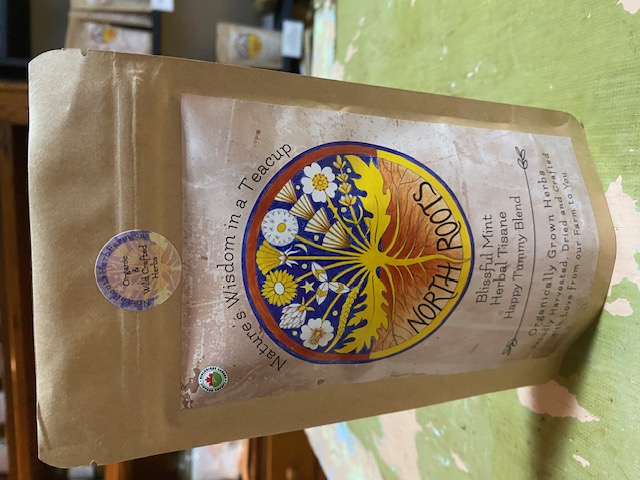 Organic
&
Wild Crafted
Herbs
Nature's Wisdom in a Teacup
NORTH ROOTS
Blissful Mint
Herbal Tisane
Happy Tummy Blend
Organically Grown Herbs
Harvested, Dried and Crafted
Love from our Farm to You